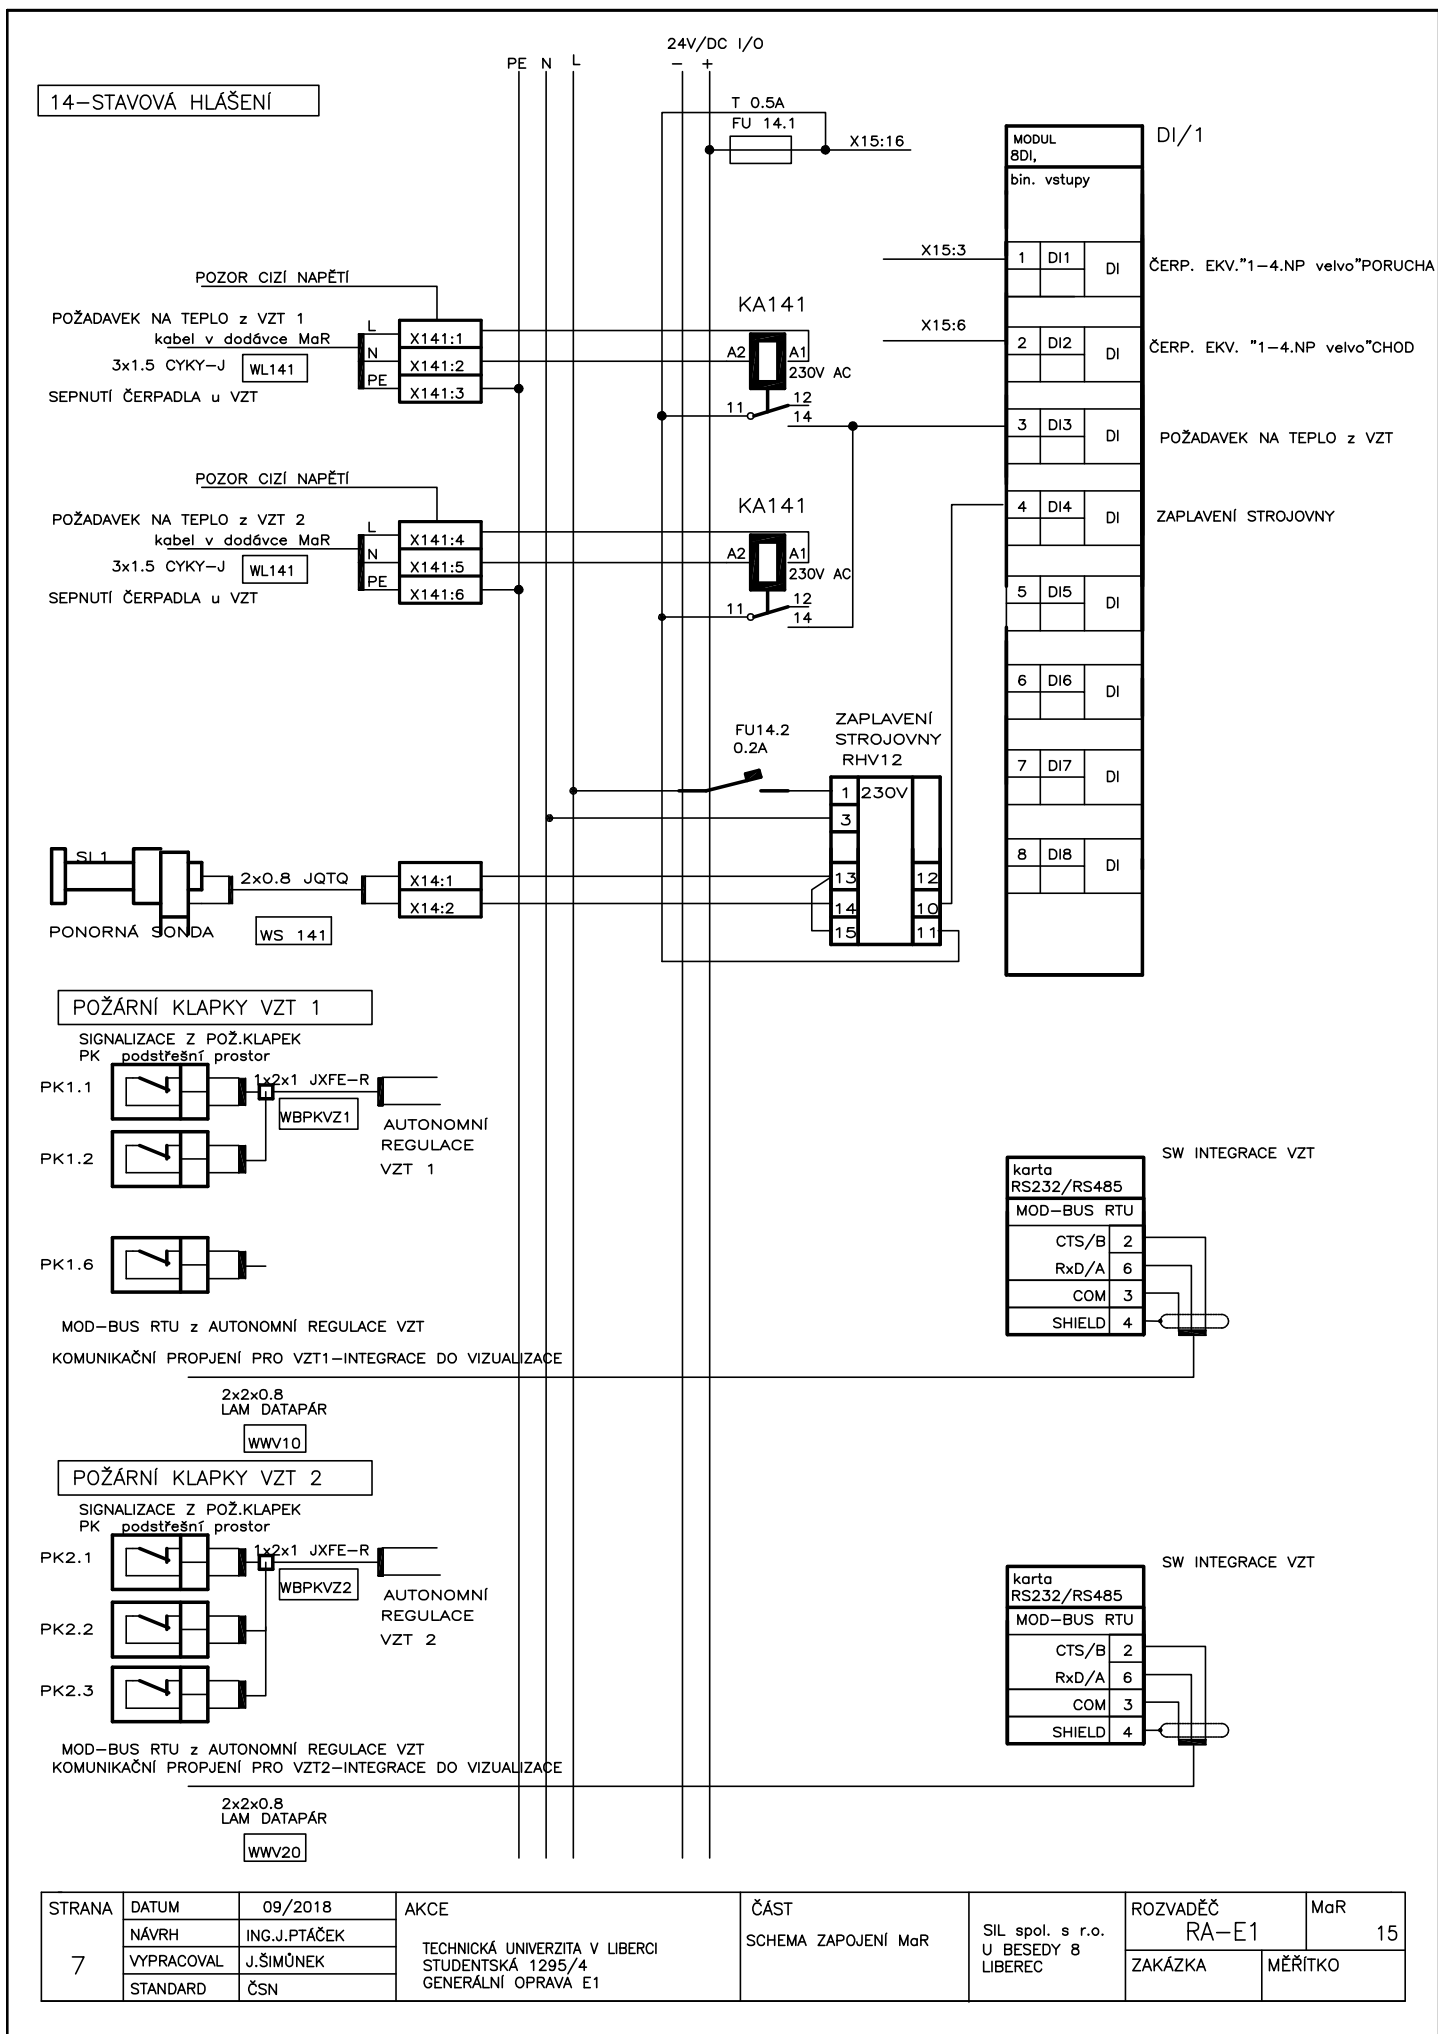 24V/DC I/O
PE N L - +
14-STAVOVÁ HLÁŠENÍ
T 0.5A
FU 14.1
X15:16
MODUL
8DI,
DI/1
bin. vstupy
X15:3
1 DI1 DI
ČERP. EKV."1-4.NP velvo"PORUCHA
X15:6
2 DI2 DI
ČERP. EKV. "1-4.NP velvo"CHOD
3 DI3 DI
POŽADAVEK NA TEPLO z VZT
4 DI4 DI
ZAPLAVENÍ STROJOVNY
5 DI5 DI
6 DI6 DI
7 DI7 DI
8 DI8 DI
POZOR CIZÍ NAPĚTÍ
POŽADAVEK NA TEPLO z VZT 1
kabel v dodávce MaR
3x1.5 CYKY-J
WL141
SEPNUTÍ ČERPADLA u VZT
L
N
PE
X141:1
X141:2
X141:3
KA141
A2
A1
230V AC
11
12
14
POZOR CIZÍ NAPĚTÍ
POŽADAVEK NA TEPLO z VZT 2
kabel v dodávce MaR
3x1.5 CYKY-J
WL141
SEPNUTÍ ČERPADLA u VZT
L
N
PE
X141:4
X141:5
X141:6
KA141
A2
A1
230V AC
11
12
14
FU14.2
0.2A
ZAPLAVENÍ
STROJOVNY
RHV12
1 230V
3
13 12
14 10
15 11
SL1
2x0.8 JQTQ
X14:1
X14:2
PONORNÁ SONDA
WS 141
POŽÁRNÍ KLAPKY VZT 1
SIGNALIZACE Z POŽ.KLAPEK
PK podstřešní prostor
PK1.1
1x2x1 JXFE-R
WBPKVZ1
AUTONOMNÍ
REGULACE
VZT 1
PK1.2
PK1.6
SW INTEGRACE VZT
karta
RS232/RS485
MOD-BUS RTU
CTS/B 2
RxD/A 6
COM 3
SHIELD 4
MOD-BUS RTU z AUTONOMNÍ REGULACE VZT
KOMUNIKAČNÍ PROPJENÍ PRO VZT1-INTEGRACE DO VIZUALIZACE
2x2x0.8
LAM DATAPÁR
WWV10
POŽÁRNÍ KLAPKY VZT 2
SIGNALIZACE Z POŽ.KLAPEK
PK podstřešní prostor
PK2.1
1x2x1 JXFE-R
WBPKVZ2
AUTONOMNÍ
REGULACE
VZT 2
PK2.2
PK2.3
SW INTEGRACE VZT
karta
RS232/RS485
MOD-BUS RTU
CTS/B 2
RxD/A 6
COM 3
SHIELD 4
MOD-BUS RTU z AUTONOMNÍ REGULACE VZT
KOMUNIKAČNÍ PROPJENÍ PRO VZT2-INTEGRACE DO VIZUALIZACE
2x2x0.8
LAM DATAPÁR
WWV20
STRANA
7
DATUM 09/2018
NÁVRH ING.J.PTÁČEK
VYPRACOVAL J.ŠIMŮNEK
STANDARD ČSN
AKCE
TECHNICKÁ UNIVERZITA V LIBERCI
STUDENTSKÁ 1295/4
GENERÁLNÍ OPRAVA E1
ČÁST
SCHEMA ZAPOJENÍ MaR
SIL spol. s r.o.
U BESEDY 8
LIBEREC
ROZVADĚČ
RA-E1
MaR
15
ZAKÁZKA
MĚŘÍTKO